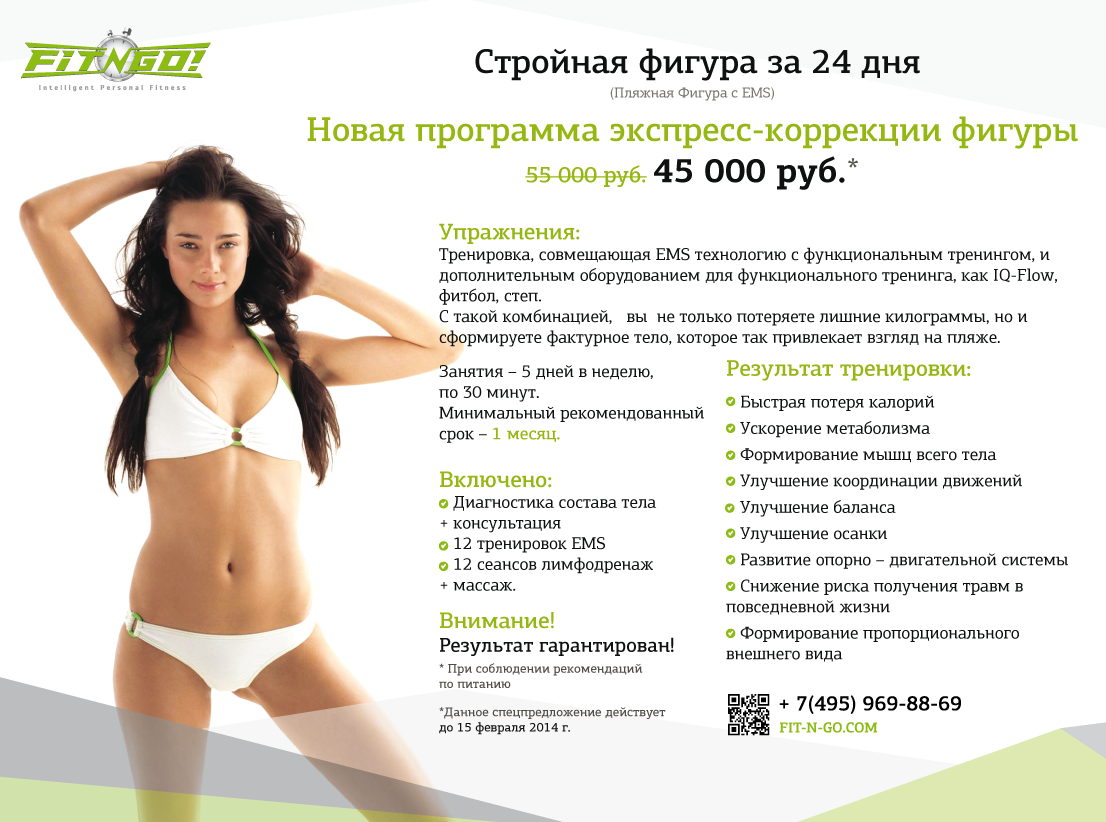 FIT-N-GO!
Intelligent Personal Fitness
Стройная фигура за 24 дня
(Пляжная Фигура с EMS)
Новая программа экспресс-коррекции фигуры
55 000 руб. 45 000 руб.*
Упражнения:
Тренировка, совмещающая EMS технологию с функциональным тренингом, и
дополнительным оборудованием для функционального тренинга, как IQ-Flow,
фитбол, степ.
С такой комбинацией, вы не только потеряете лишние килограммы, но и
сформируете фактурное тело, которое так привлекает взгляд на пляже.
Занятия – 5 дней в неделю,
по 30 минут.
Минимальный рекомендованный
срок – 1 месяц.
Включено:
Диагностика состава тела
+ консультация
12 тренировок EMS
12 сеансов лимфодренаж
+ массаж.
Внимание!
Результат гарантирован!
* При соблюдении рекомендаций
по питанию
*Данное спецпредложение действует
до 15 февраля 2014 г.
Результат тренировки:
Быстрая потеря калорий
Ускорение метаболизма
Формирование мышц всего тела
Улучшение координации движений
Улучшение баланса
Улучшение осанки
Развитие опорно – двигательной системы
Снижение риска получения травм в
повседневной жизни
Формирование пропорционального
внешнего вида
+ 7(495) 969-88-69
FIT-N-GO.COM